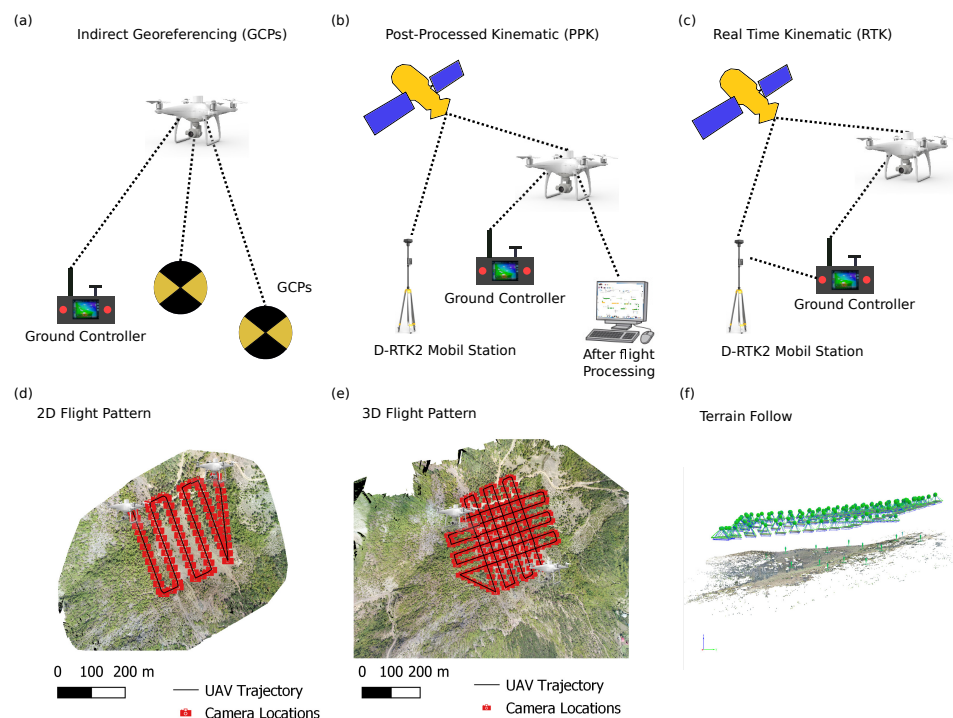 (a)
Indirect Georeferencing (GCPs)
GCPs
Ground Controller
(b)
Post-Processed Kinematic (PPK)
Ground Controller
D-RTK2 Mobil Station
After flight
Processing
(c)
Real Time Kinematic (RTK)
Ground Controller
D-RTK2 Mobil Station
(d)
2D Flight Pattern
0 100 200 m
UAV Trajectory
Camera Locations
(e)
3D Flight Pattern
0 100 200 m
UAV Trajectory
Camera Locations
(f)
Terrain Follow